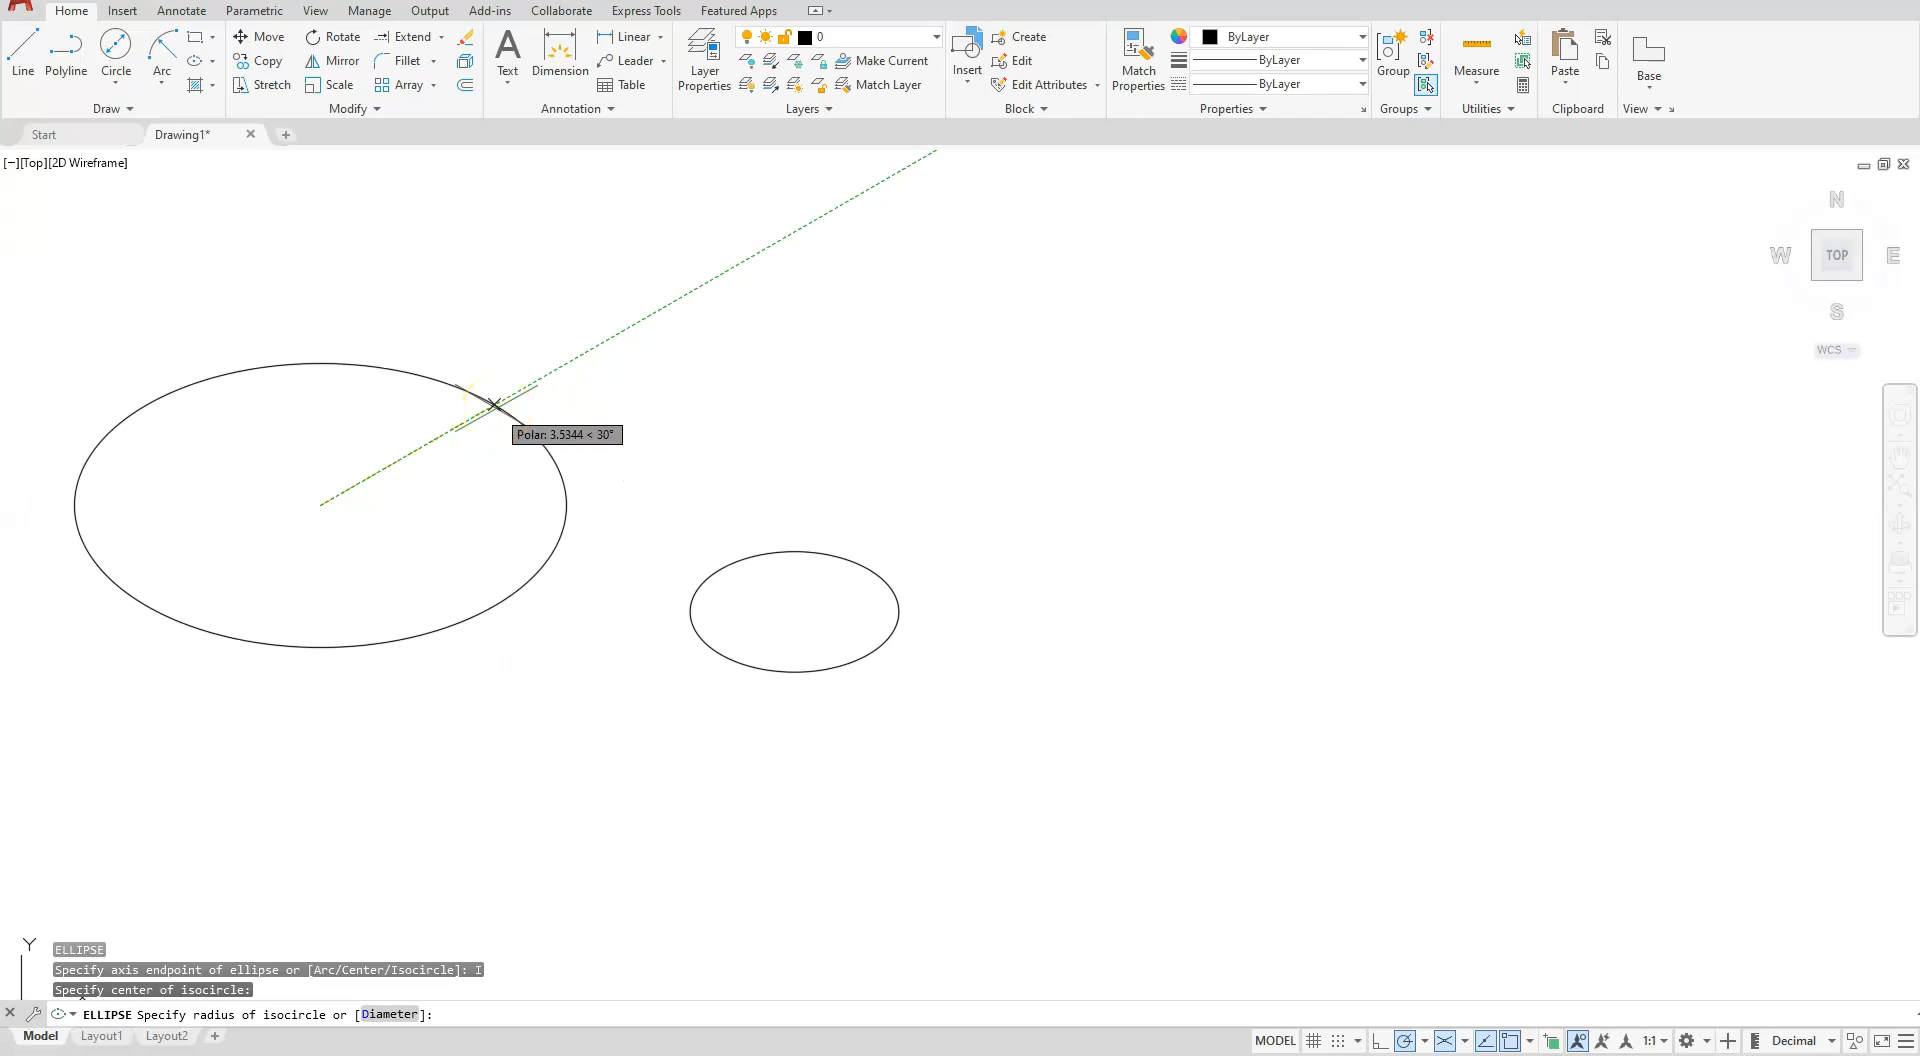 Home Insert Annotate Parametric View Manage Output Add-ins Collaborate Express Tools Featured Apps
Line Polyline Circle Arc
Move Rotate Extend
Copy Mirror Fillet
Stretch Scale Array
Text Dimension
Linear
Leader
Table
Layer Properties
0
Make Current
Match Layer
Insert
Create
Edit
Edit Attributes
Match Properties
ByLayer
ByLayer
ByLayer
Group
Measure
Paste
Base
Draw Modify Annotation Layers Block Properties Groups Utilities Clipboard View
Start Drawing1*
[−][Top][2D Wireframe]
N
W TOP E
S
WCS
Polar: 3.5344 < 30°
Y
ELLIPSE
Specify axis endpoint of ellipse or [Arc/Center/Isocircle]: I
Specify center of isocircle:
ELLIPSE Specify radius of isocircle or [Diameter]:
Model Layout1 Layout2
MODEL 1:1 Decimal